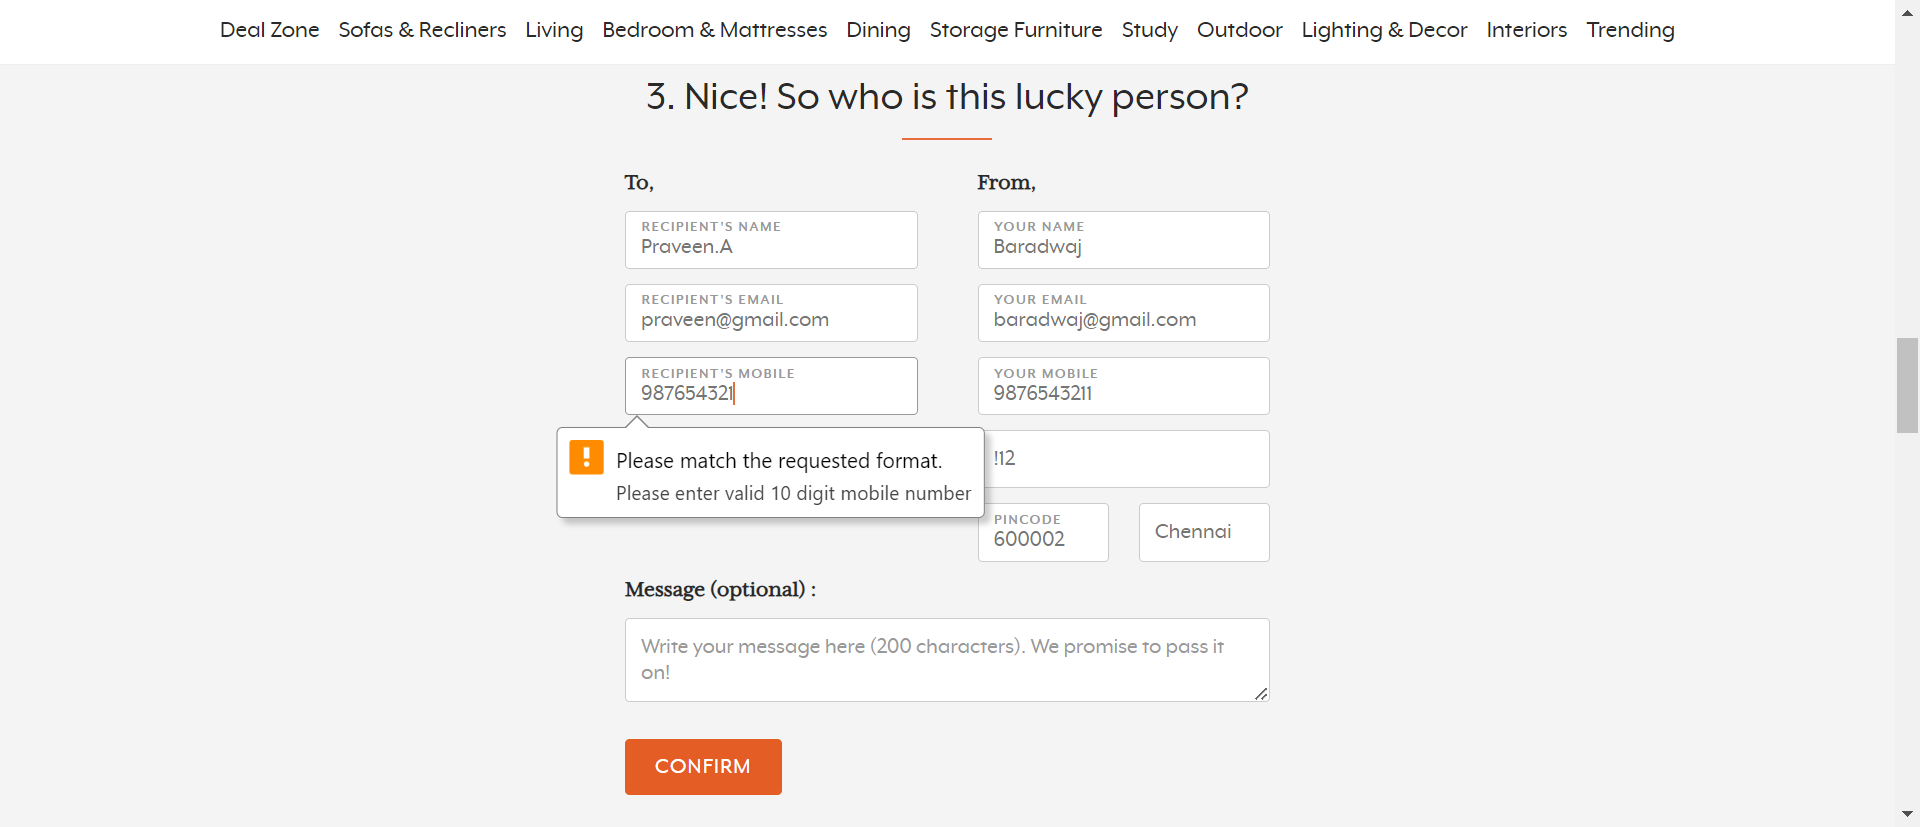 Deal Zone Sofas & Recliners Living Bedroom & Mattresses Dining Storage Furniture Study Outdoor Lighting & Decor Interiors Trending
3. Nice! So who is this lucky person?
To,
RECIPIENT'S NAME
Praveen.A
RECIPIENT'S EMAIL
praveen@gmail.com
RECIPIENT'S MOBILE
987654321
Please match the requested format.
Please enter valid 10 digit mobile number
From,
YOUR NAME
Baradwaj
YOUR EMAIL
baradwaj@gmail.com
YOUR MOBILE
9876543211
!12
PINCODE
600002
Chennai
Message (optional) :
Write your message here (200 characters). We promise to pass it
on!
CONFIRM